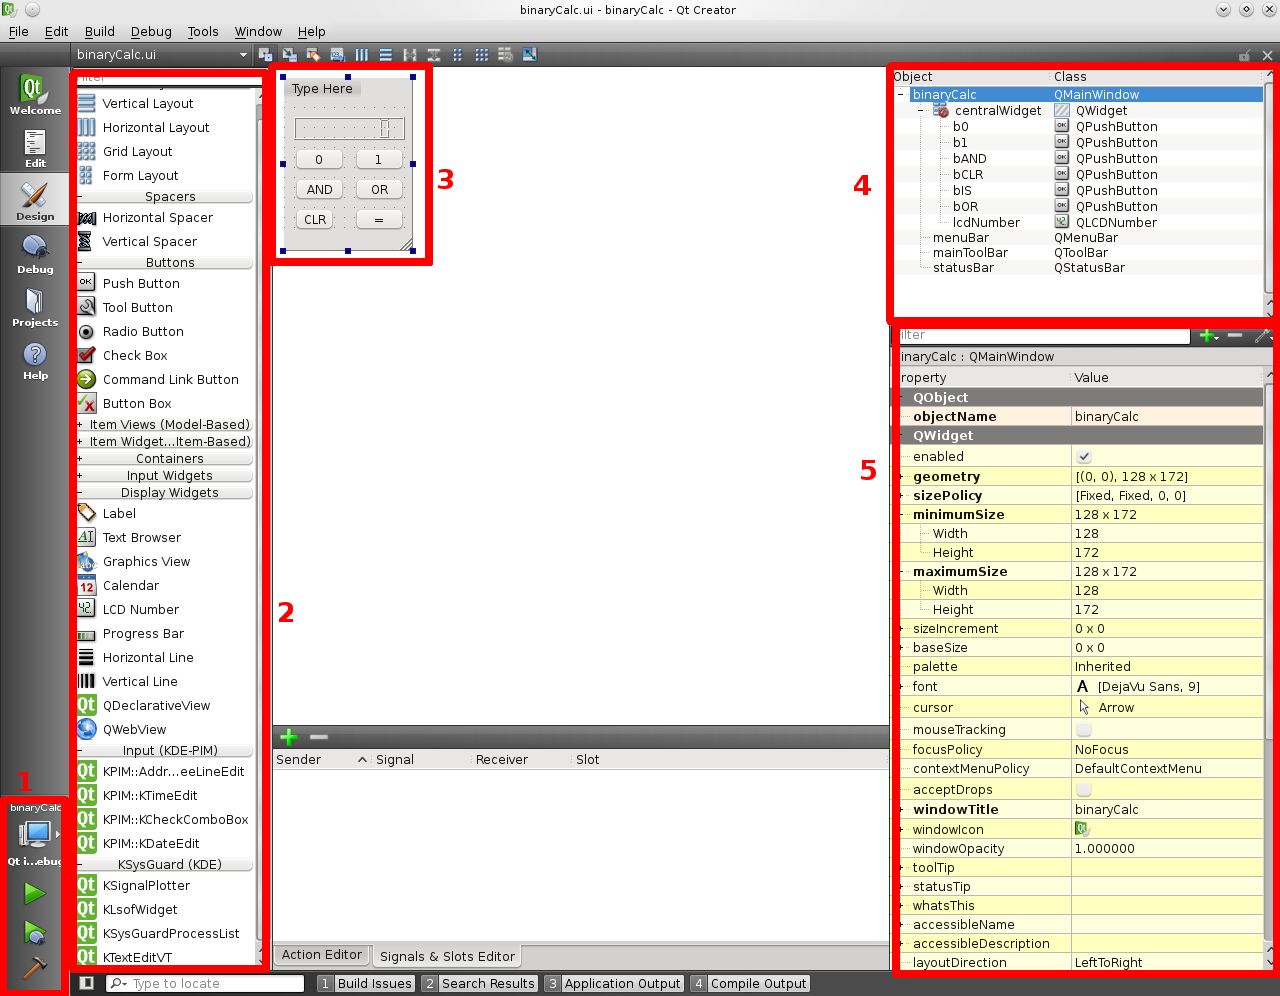 binaryCalc.ui - binaryCalc - Qt Creator
File Edit Build Debug Tools Window Help
binaryCalc.ui
Welcome
Edit
Design
Debug
Projects
Help
1
binaryCalc
Qt i...ebug
Vertical Layout
Horizontal Layout
Grid Layout
Form Layout
Spacers
Horizontal Spacer
Vertical Spacer
Buttons
Push Button
Tool Button
Radio Button
Check Box
Command Link Button
Button Box
Item Views (Model-Based)
Item Widget...Item-Based)
Containers
Input Widgets
Display Widgets
Label
Text Browser
Graphics View
Calendar
LCD Number
Progress Bar
Horizontal Line
Vertical Line
QDeclarativeView
QWebView
Input (KDE-PIM)
KPIM::Addr...eeLineEdit
KPIM::KTimeEdit
KPIM::KCheckComboBox
KPIM::KDateEdit
KSysGuard (KDE)
KSignalPlotter
KLsofWidget
KSysGuardProcessList
KTextEditVT
2
Type Here
0 1
AND OR
CLR =
3
Sender Signal Receiver Slot
Action Editor Signals & Slots Editor
4
Object Class
binaryCalc QMainWindow
centralWidget QWidget
b0 QPushButton
b1 QPushButton
bAND QPushButton
bCLR QPushButton
bIS QPushButton
bOR QPushButton
lcdNumber QLCDNumber
menuBar QMenuBar
mainToolBar QToolBar
statusBar QStatusBar
5
ilter
inaryCalc : QMainWindow
roperty Value
QObject
objectName binaryCalc
QWidget
enabled
geometry [(0, 0), 128 x 172]
sizePolicy [Fixed, Fixed, 0, 0]
minimumSize 128 x 172
Width 128
Height 172
maximumSize 128 x 172
Width 128
Height 172
sizeIncrement 0 x 0
baseSize 0 x 0
palette Inherited
font A [DejaVu Sans, 9]
cursor Arrow
mouseTracking
focusPolicy NoFocus
contextMenuPolicy DefaultContextMenu
acceptDrops
windowTitle binaryCalc
windowIcon
windowOpacity 1.000000
toolTip
statusTip
whatsThis
accessibleName
accessibleDescription
layoutDirection LeftToRight
Type to locate 1 Build Issues 2 Search Results 3 Application Output 4 Compile Output